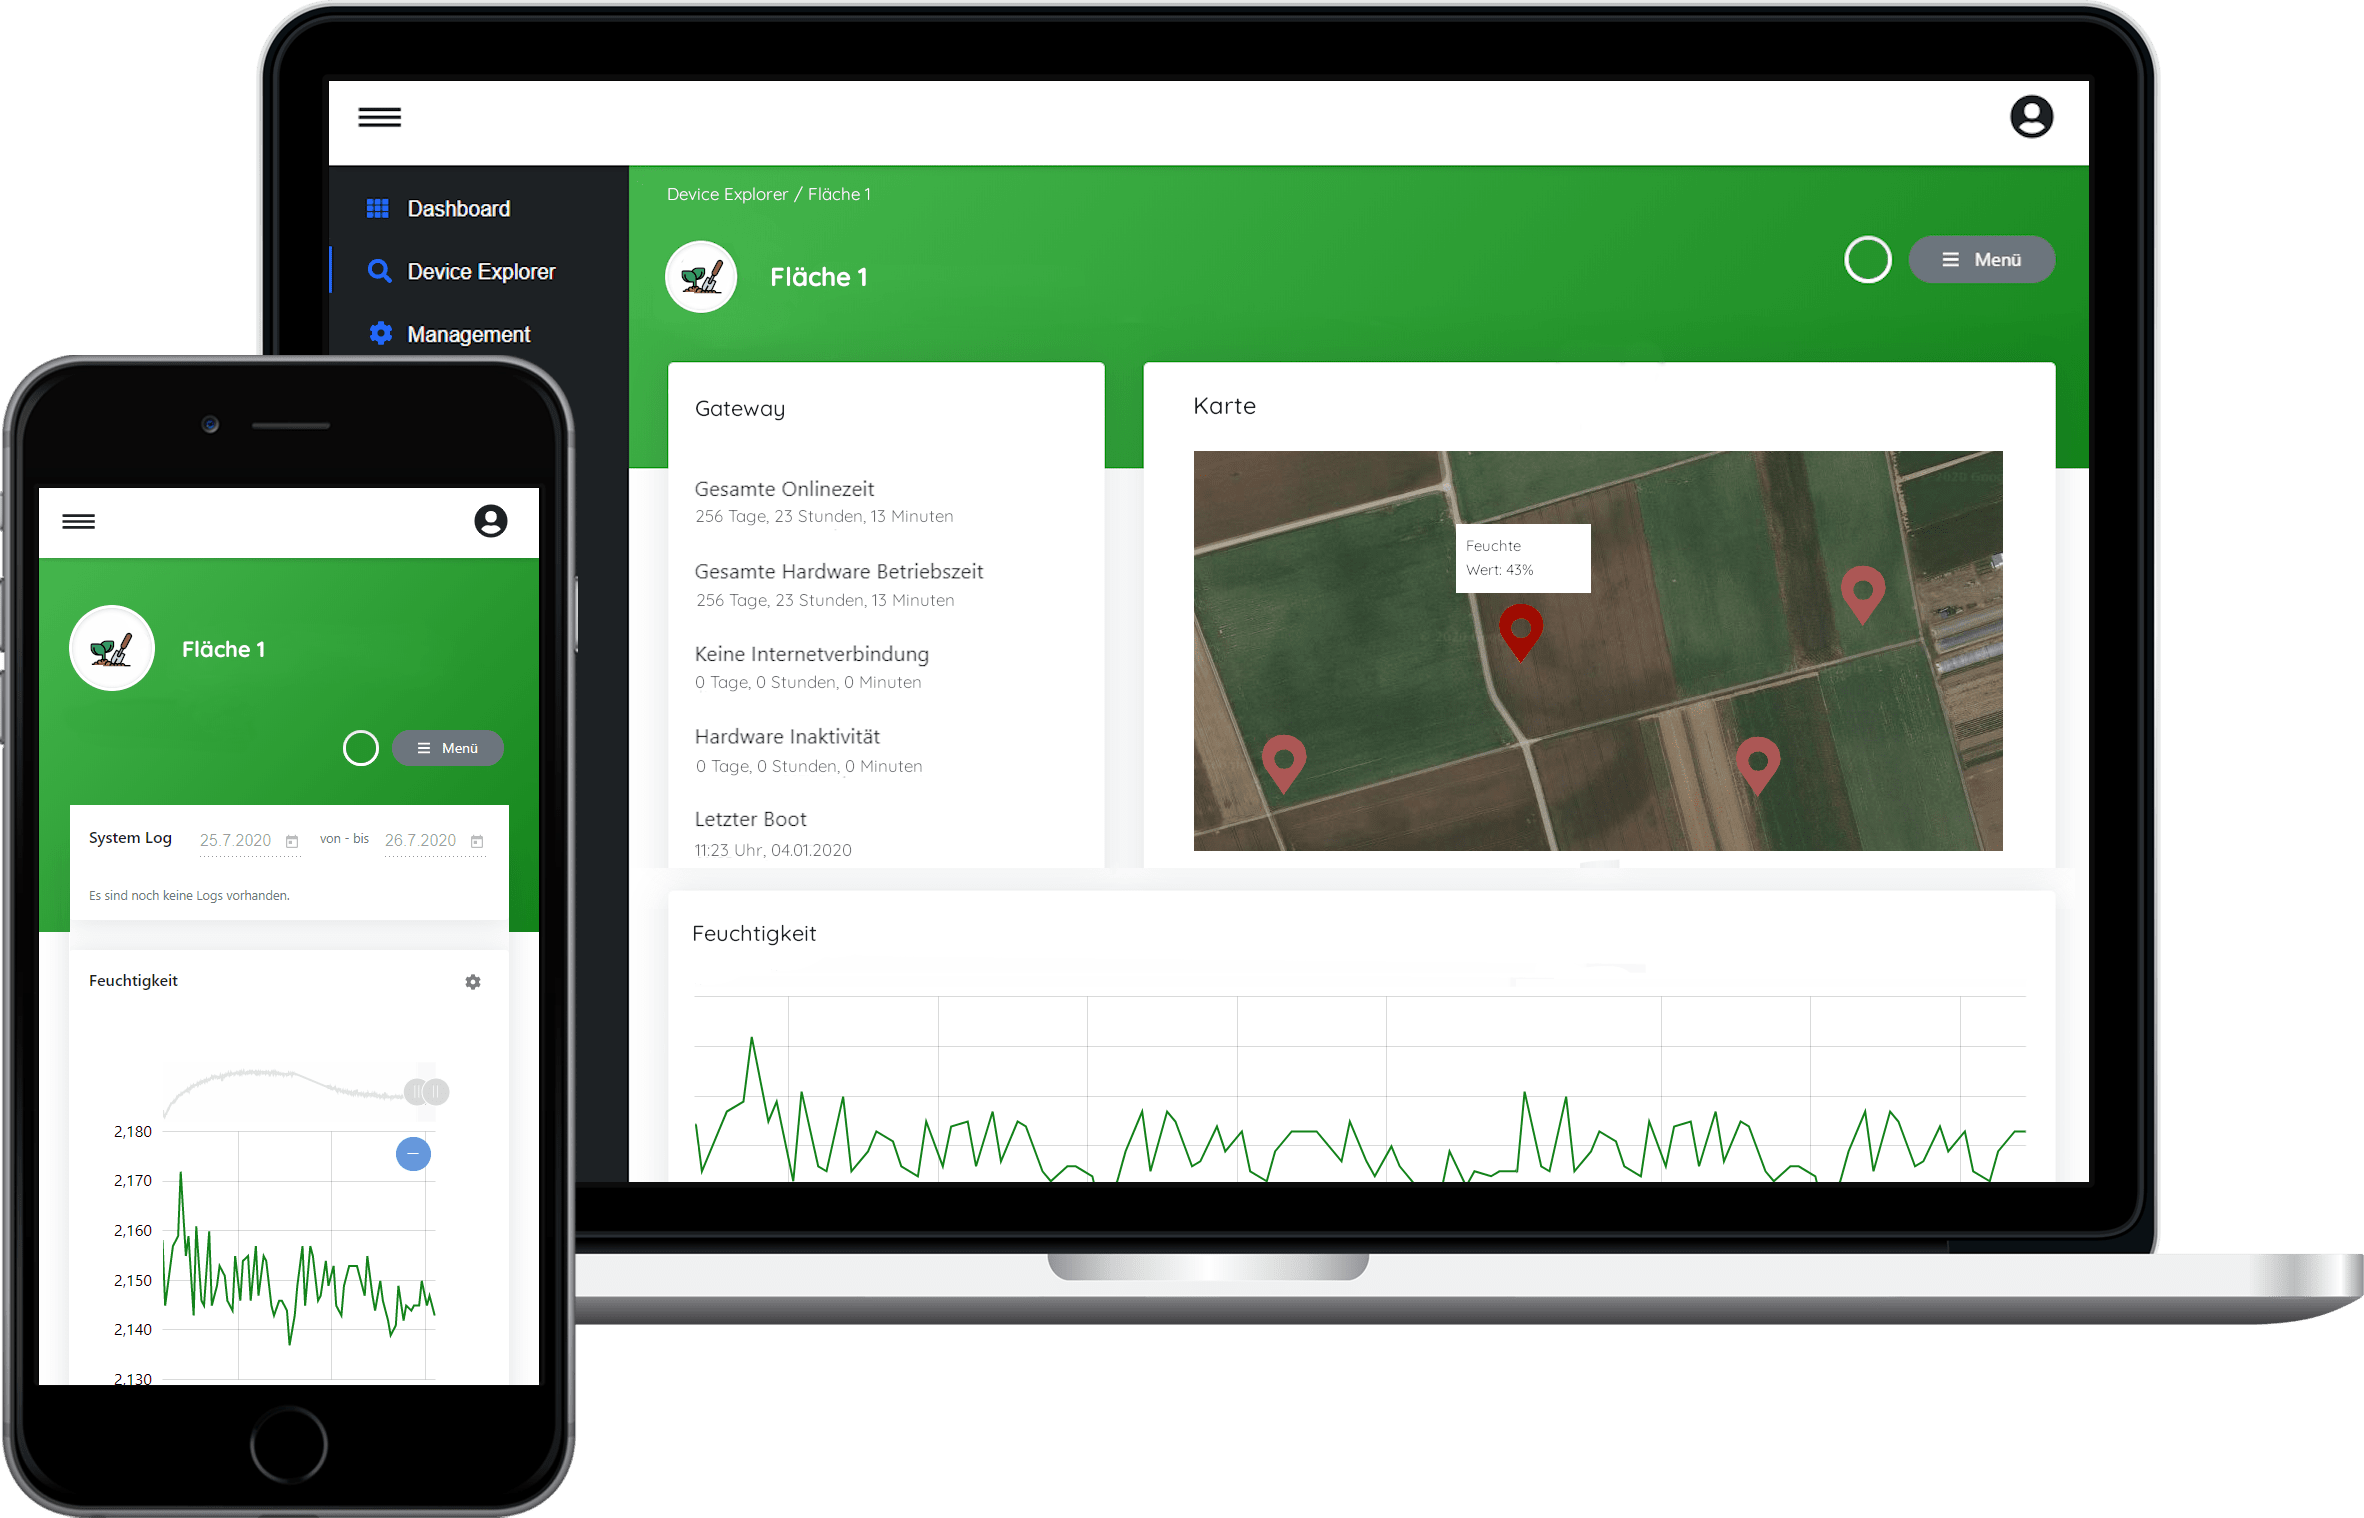 Dashboard
Device Explorer
Management
Device Explorer / Fläche 1
Fläche 1
Menü
Gateway
Gesamte Onlinezeit
256 Tage, 23 Stunden, 13 Minuten
Gesamte Hardware Betriebszeit
256 Tage, 23 Stunden, 13 Minuten
Keine Internetverbindung
0 Tage, 0 Stunden, 0 Minuten
Hardware Inaktivität
0 Tage, 0 Stunden, 0 Minuten
Letzter Boot
11:23 Uhr, 04.01.2020
Karte
Feuchte
Wert: 43%
Feuchtigkeit
Fläche 1
Menü
System Log 25.7.2020 von - bis 26.7.2020
Es sind noch keine Logs vorhanden.
Feuchtigkeit
2,180
2,170
2,160
2,150
2,140
2,130